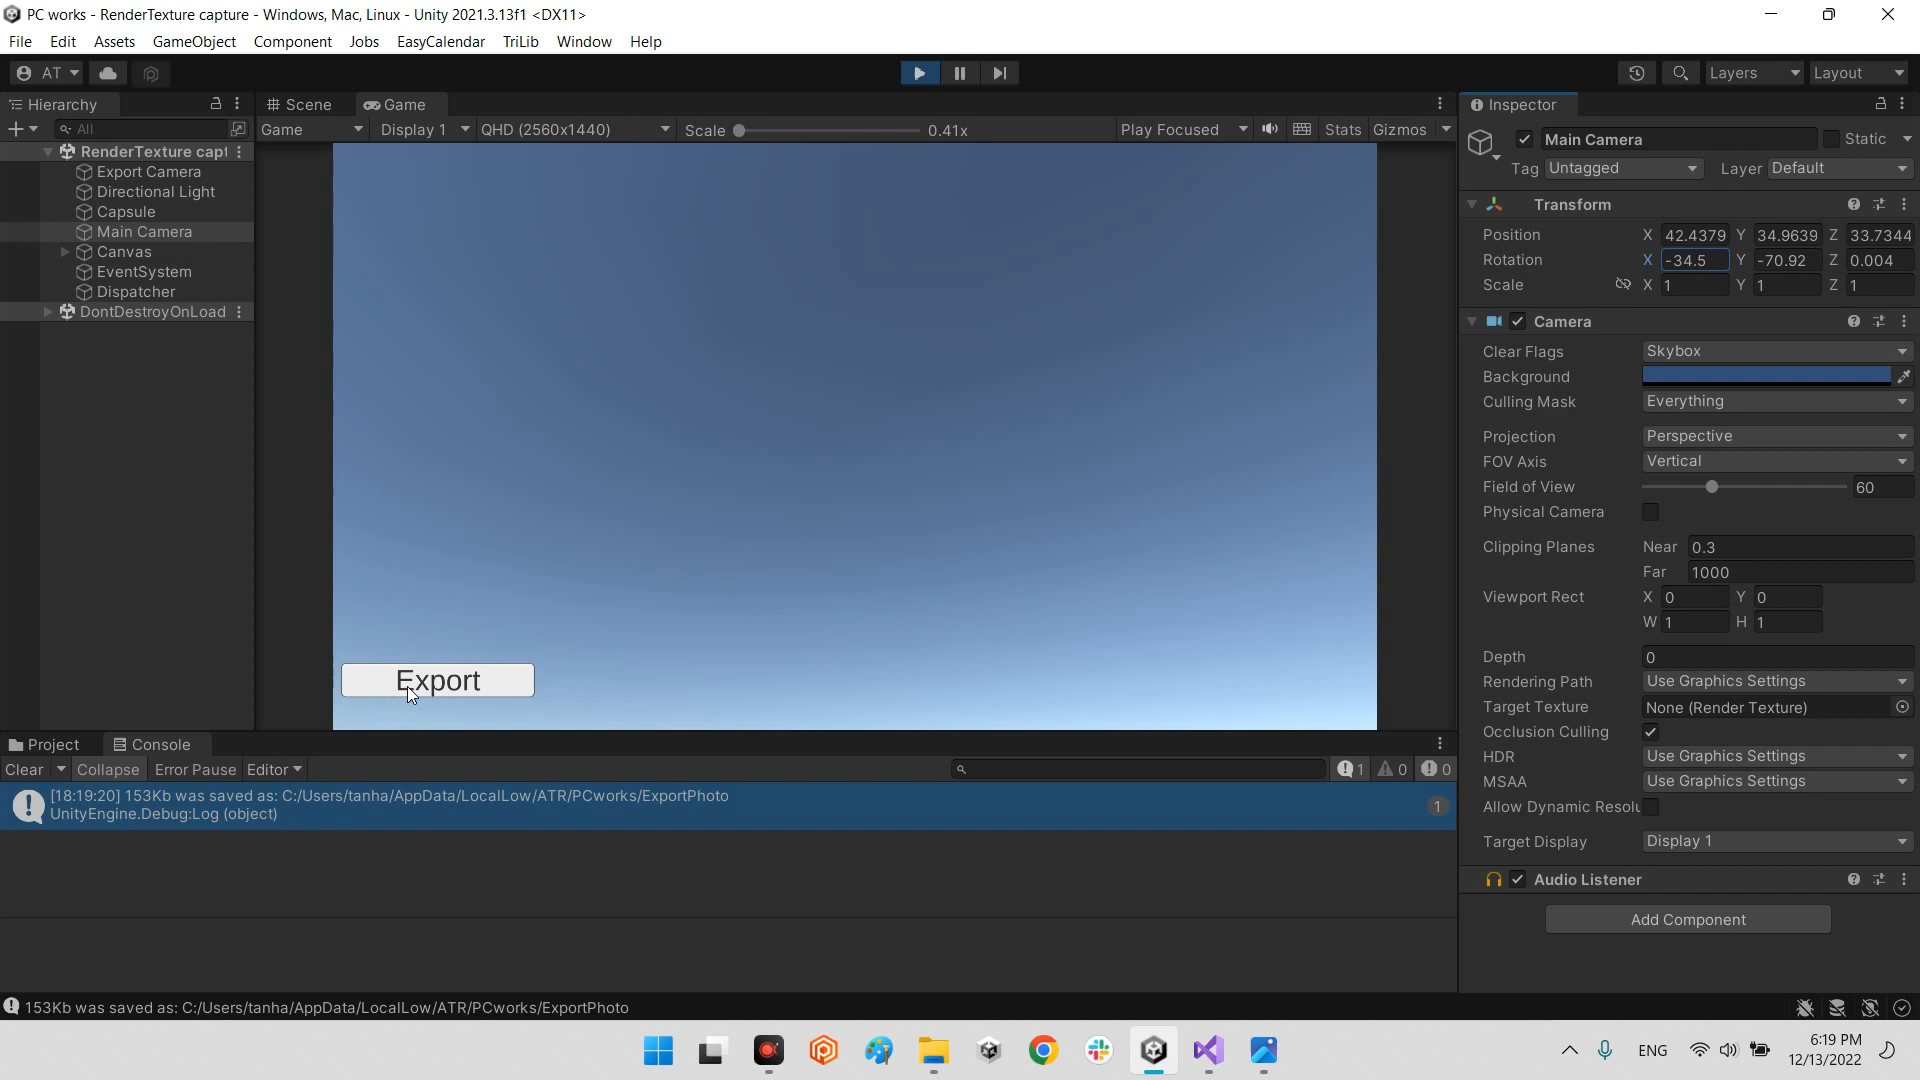 PC works - RenderTexture capture - Windows, Mac, Linux - Unity 2021.3.13f1 <DX11>
File Edit Assets GameObject Component Jobs EasyCalendar TriLib Window Help
AT Layers Layout
Hierarchy
All
RenderTexture capt
Export Camera
Directional Light
Capsule
Main Camera
Canvas
EventSystem
Dispatcher
DontDestroyOnLoad
Scene Game
Game Display 1 QHD (2560x1440) Scale 0.41x Play Focused Stats Gizmos
Export
Inspector
Main Camera Static
Tag Untagged Layer Default
Transform
Position X 42.4379 Y 34.9639 Z 33.7344
Rotation X -34.5 Y -70.92 Z 0.004
Scale X 1 Y 1 Z 1
Camera
Clear Flags Skybox
Background
Culling Mask Everything
Projection Perspective
FOV Axis Vertical
Field of View 60
Physical Camera
Clipping Planes Near 0.3
Far 1000
Viewport Rect X 0 Y 0
W 1 H 1
Depth 0
Rendering Path Use Graphics Settings
Target Texture None (Render Texture)
Occlusion Culling
HDR Use Graphics Settings
MSAA Use Graphics Settings
Allow Dynamic Resolu
Target Display Display 1
Audio Listener
Add Component
Project Console
Clear Collapse Error Pause Editor 1 0 0
[18:19:20] 153Kb was saved as: C:/Users/tanha/AppData/LocalLow/ATR/PCworks/ExportPhoto
UnityEngine.Debug:Log (object)
1
153Kb was saved as: C:/Users/tanha/AppData/LocalLow/ATR/PCworks/ExportPhoto
ENG
6:19 PM
12/13/2022